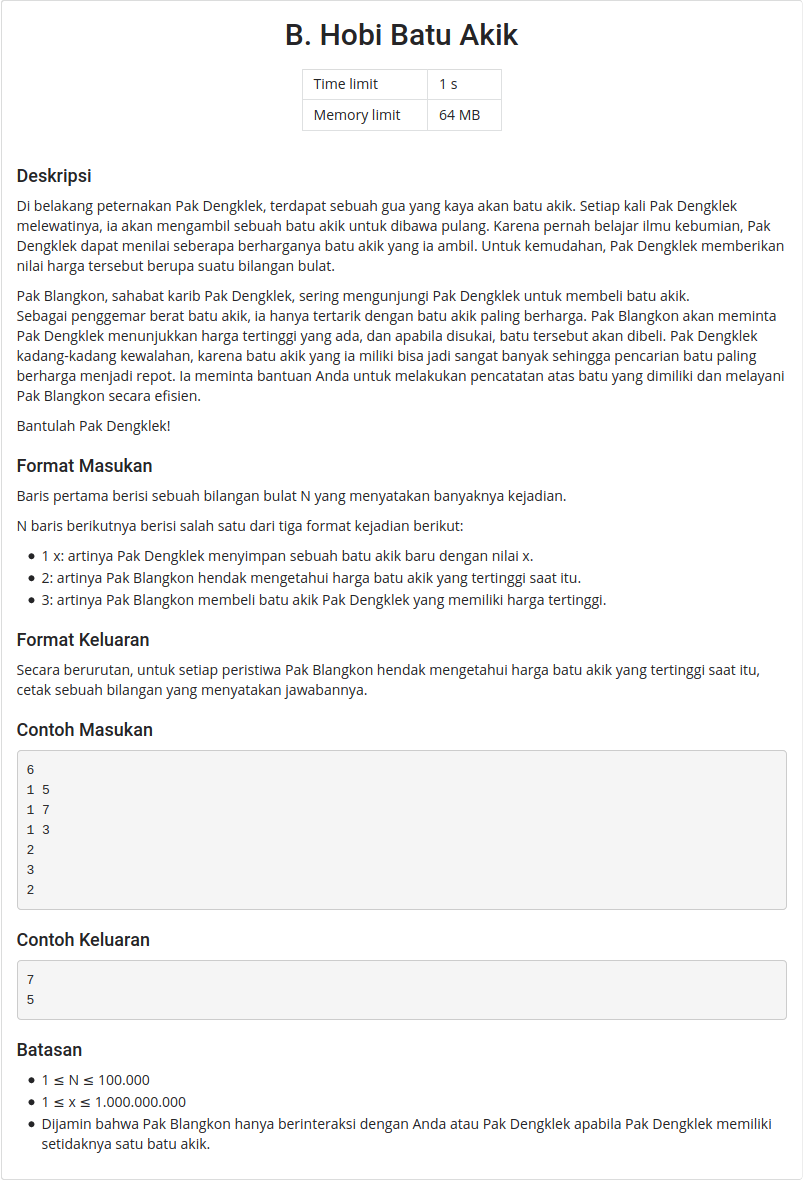 B. Hobi Batu Akik
Time limit 1 s
Memory limit 64 MB
Deskripsi
Di belakang peternakan Pak Dengklek, terdapat sebuah gua yang kaya akan batu akik. Setiap kali Pak Dengklek
melewatinya, ia akan mengambil sebuah batu akik untuk dibawa pulang. Karena pernah belajar ilmu kebumian, Pak
Dengklek dapat menilai seberapa berharganya batu akik yang ia ambil. Untuk kemudahan, Pak Dengklek memberikan
nilai harga tersebut berupa suatu bilangan bulat.
Pak Blangkon, sahabat karib Pak Dengklek, sering mengunjungi Pak Dengklek untuk membeli batu akik.
Sebagai penggemar berat batu akik, ia hanya tertarik dengan batu akik paling berharga. Pak Blangkon akan meminta
Pak Dengklek menunjukkan harga tertinggi yang ada, dan apabila disukai, batu tersebut akan dibeli. Pak Dengklek
kadang-kadang kewalahan, karena batu akik yang ia miliki bisa jadi sangat banyak sehingga pencarian batu paling
berharga menjadi repot. Ia meminta bantuan Anda untuk melakukan pencatatan atas batu yang dimiliki dan melayani
Pak Blangkon secara efisien.
Bantulah Pak Dengklek!
Format Masukan
Baris pertama berisi sebuah bilangan bulat N yang menyatakan banyaknya kejadian.
N baris berikutnya berisi salah satu dari tiga format kejadian berikut:
• 1 x: artinya Pak Dengklek menyimpan sebuah batu akik baru dengan nilai x.
• 2: artinya Pak Blangkon hendak mengetahui harga batu akik yang tertinggi saat itu.
• 3: artinya Pak Blangkon membeli batu akik Pak Dengklek yang memiliki harga tertinggi.
Format Keluaran
Secara berurutan, untuk setiap peristiwa Pak Blangkon hendak mengetahui harga batu akik yang tertinggi saat itu,
cetak sebuah bilangan yang menyatakan jawabannya.
Contoh Masukan
6
1 5
1 7
1 3
2
3
2
Contoh Keluaran
7
5
Batasan
• 1 ≤ N ≤ 100.000
• 1 ≤ x ≤ 1.000.000.000
• Dijamin bahwa Pak Blangkon hanya berinteraksi dengan Anda atau Pak Dengklek apabila Pak Dengklek memiliki
setidaknya satu batu akik.